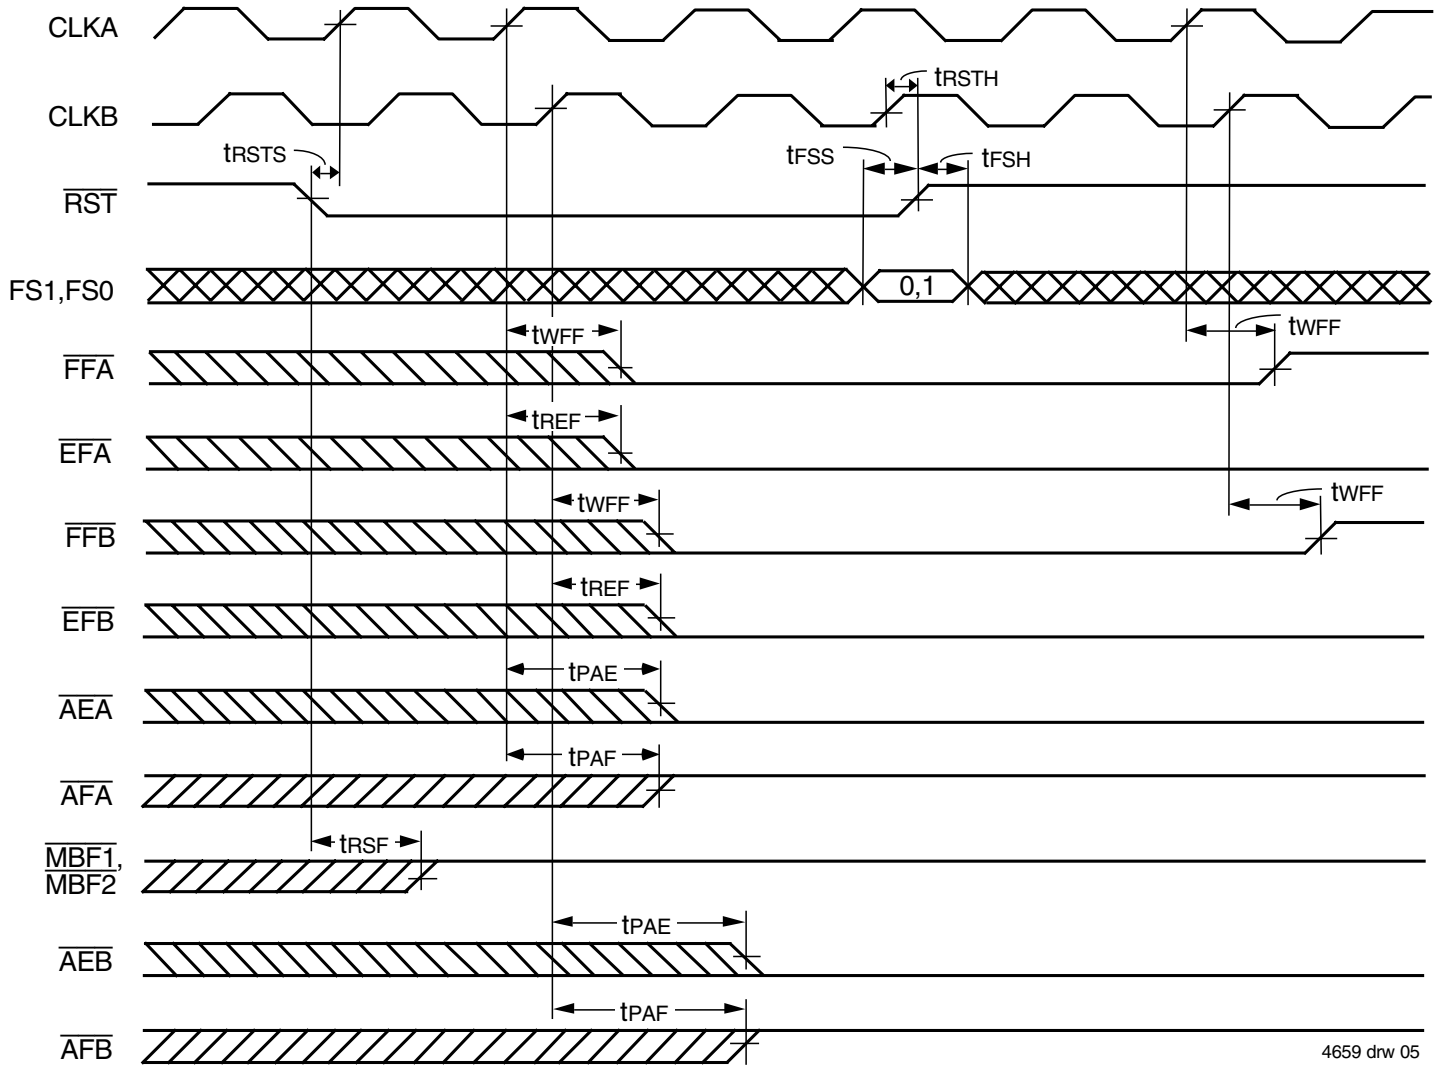 CLKA
CLKB
tRSTH
tRSTS
tFSS
tFSH
RST
FS1,FS0
0,1
tWFF
tWFF
FFA
tREF
EFA
tWFF
tWFF
FFB
tREF
EFB
tPAE
AEA
tPAF
AFA
tRSF
MBF1,
MBF2
tPAE
AEB
tPAF
AFB
4659 drw 05